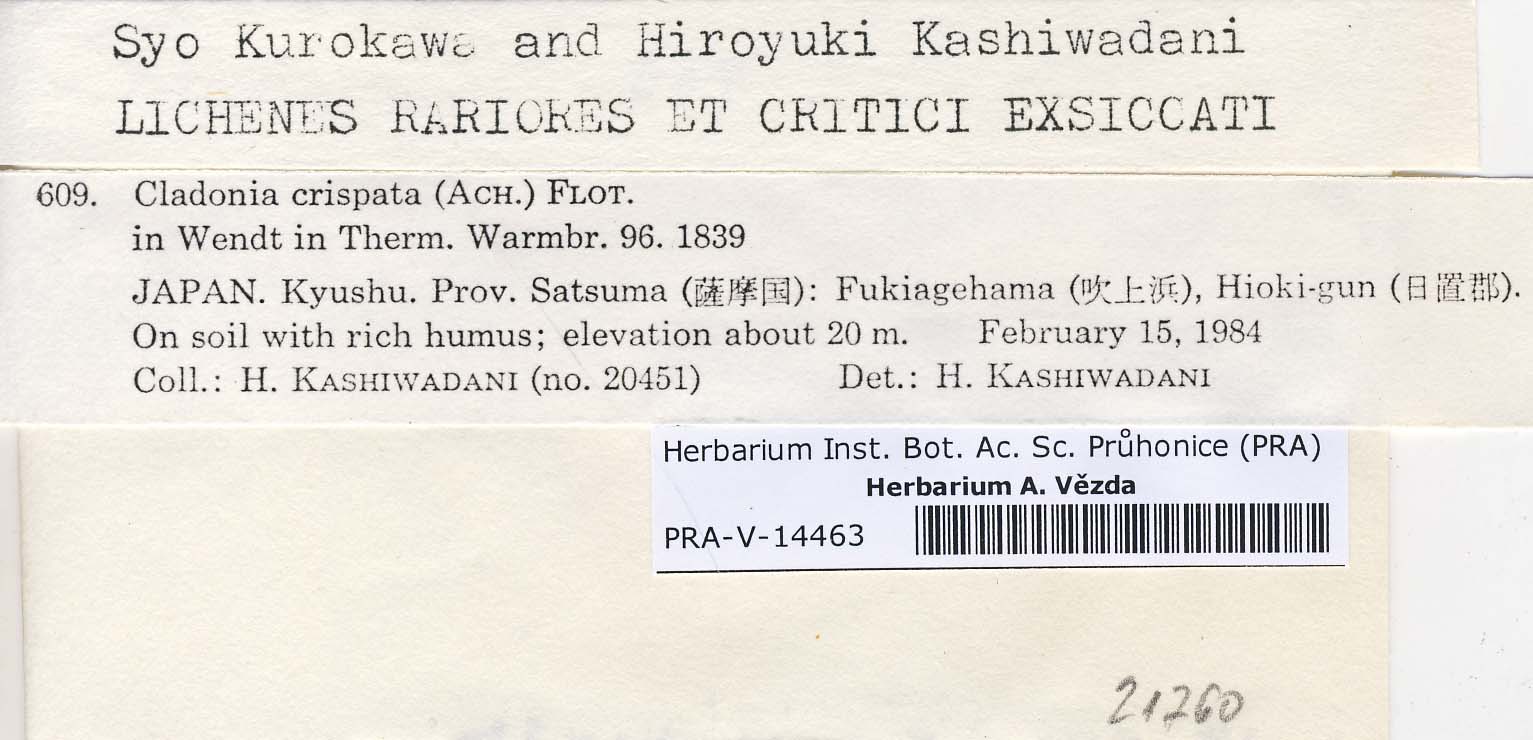 Syo Kurokawa and Hiroyuki Kashiwadani
LICHENES RARIORES ET CRITICI EXSICCATI
609. Cladonia crispata (ACH.) FLOT.
in Wendt in Therm. Warmbr. 96. 1839
JAPAN. Kyushu. Prov. Satsuma (薩摩国): Fukiagehama (吹上浜), Hioki-gun (日置郡).
On soil with rich humus; elevation about 20 m. February 15, 1984
Coll.: H. KASHIWADANI (no. 20451) Det.: H. KASHIWADANI
Herbarium Inst. Bot. Ac. Sc. Průhonice (PRA)
Herbarium A. Vězda
PRA-V-14463
21760